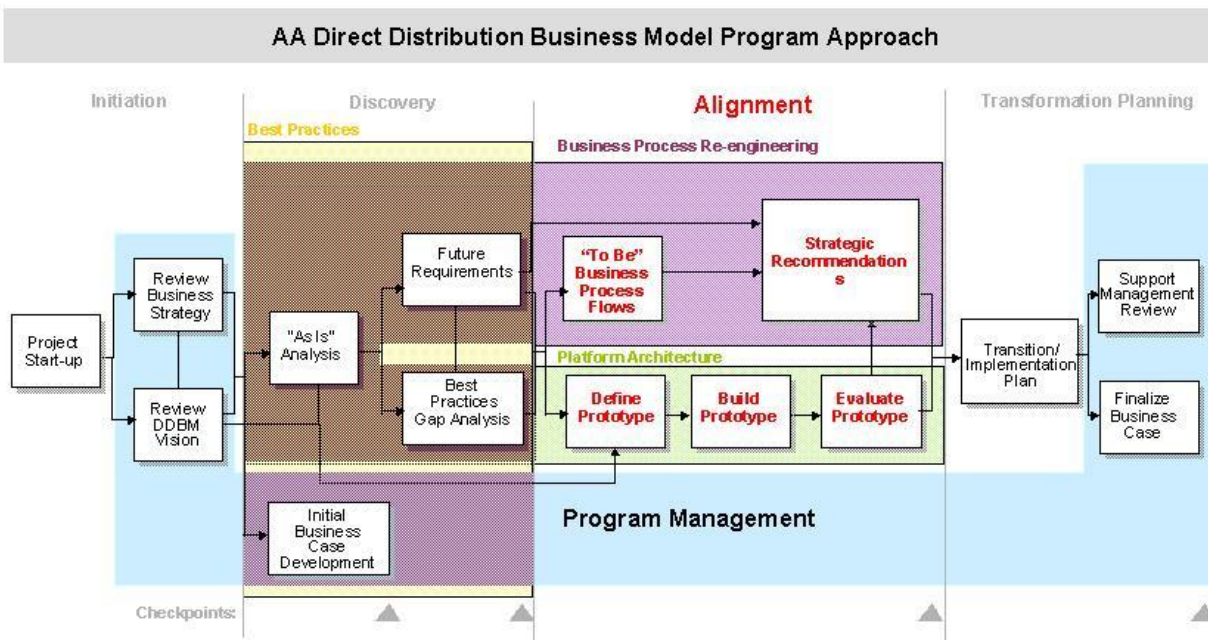 AA Direct Distribution Business Model Program Approach
Initiation
Discovery
Alignment
Transformation Planning
Best Practices
Business Process Re-engineering
Project
Start-up
Review
Business
Strategy
Review
DDBM
Vision
"As Is"
Analysis
Future
Requirements
Best
Practices
Gap Analysis
Initial
Business
Case
Development
“To Be”
Business
Process
Flows
Strategic
Recommendation
s
Platform Architecture
Define
Prototype
Build
Prototype
Evaluate
Prototype
Transition/
Implementation
Plan
Support
Management
Review
Finalize
Business
Case
Program Management
Checkpoints: